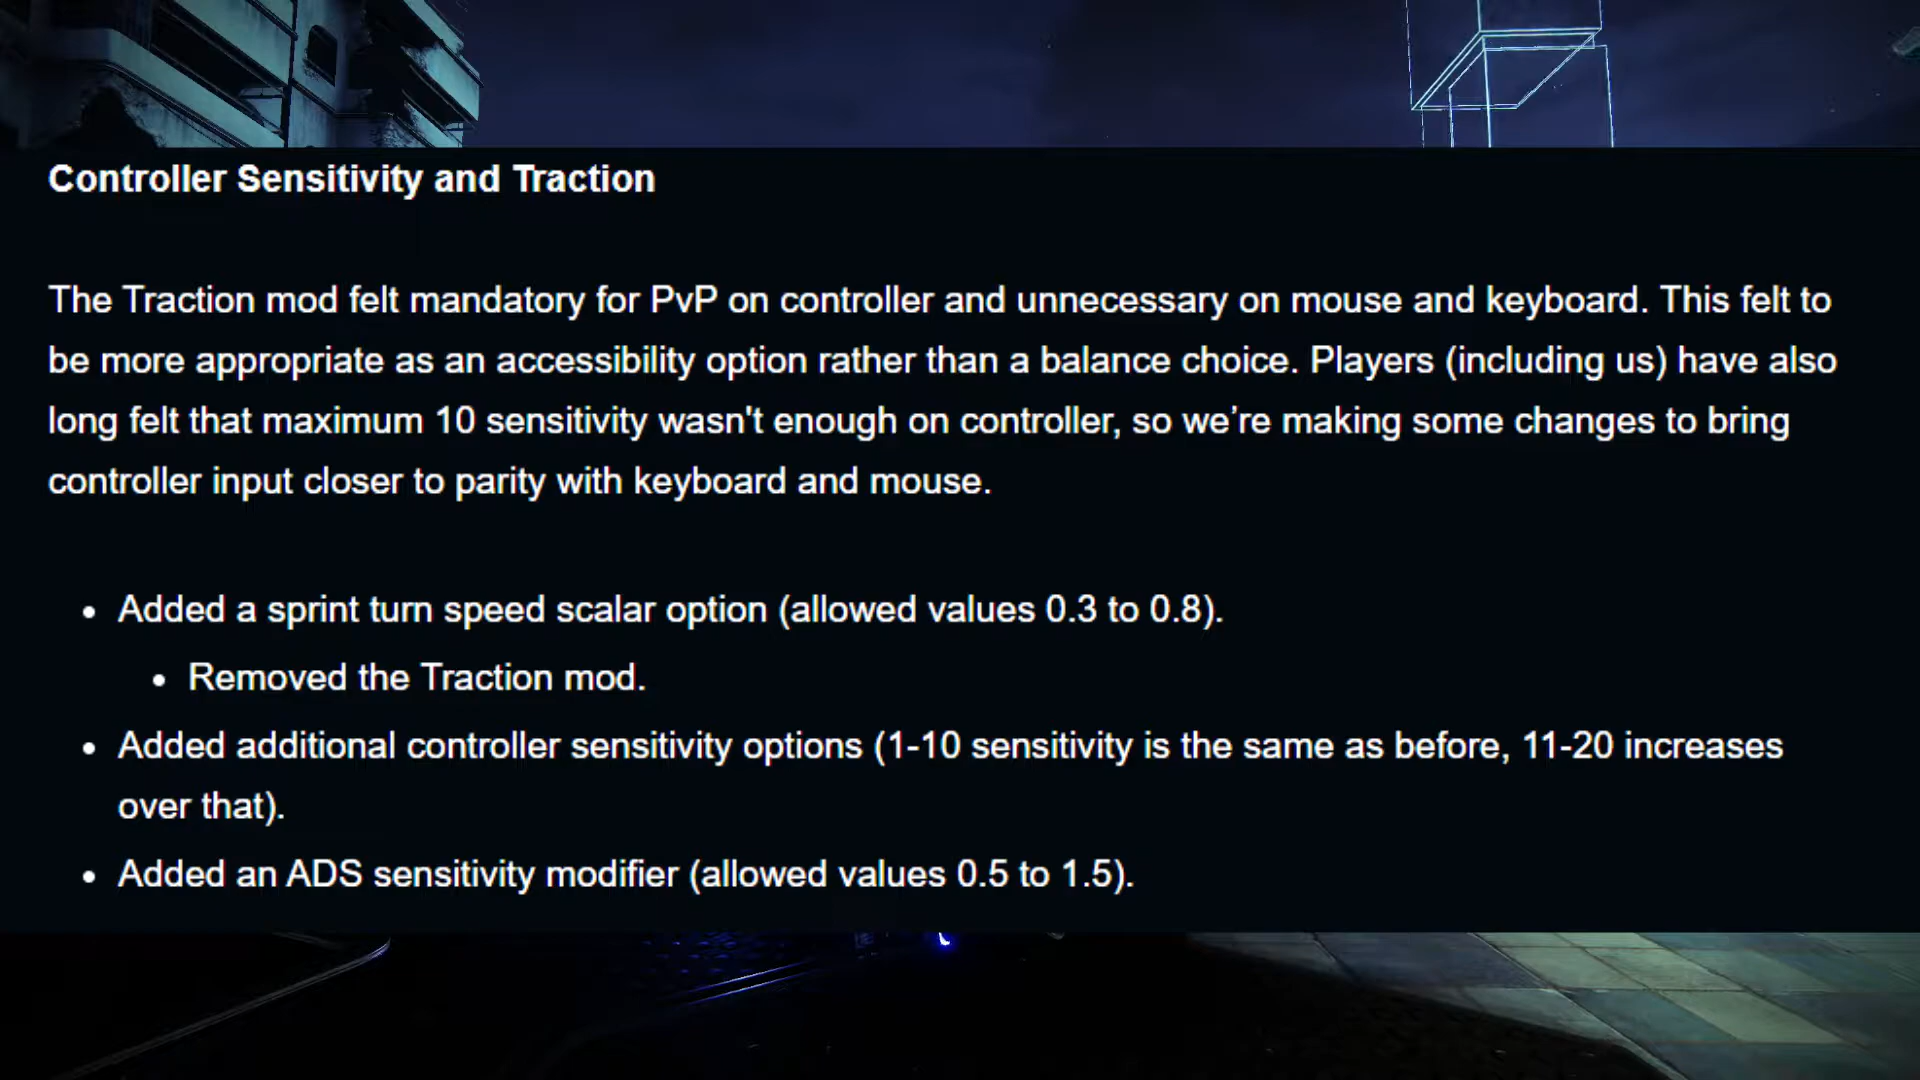 Controller Sensitivity and Traction
The Traction mod felt mandatory for PvP on controller and unnecessary on mouse and keyboard. This felt to
be more appropriate as an accessibility option rather than a balance choice. Players (including us) have also
long felt that maximum 10 sensitivity wasn't enough on controller, so we’re making some changes to bring
controller input closer to parity with keyboard and mouse.
• Added a sprint turn speed scalar option (allowed values 0.3 to 0.8).
• Removed the Traction mod.
• Added additional controller sensitivity options (1-10 sensitivity is the same as before, 11-20 increases
over that).
• Added an ADS sensitivity modifier (allowed values 0.5 to 1.5).